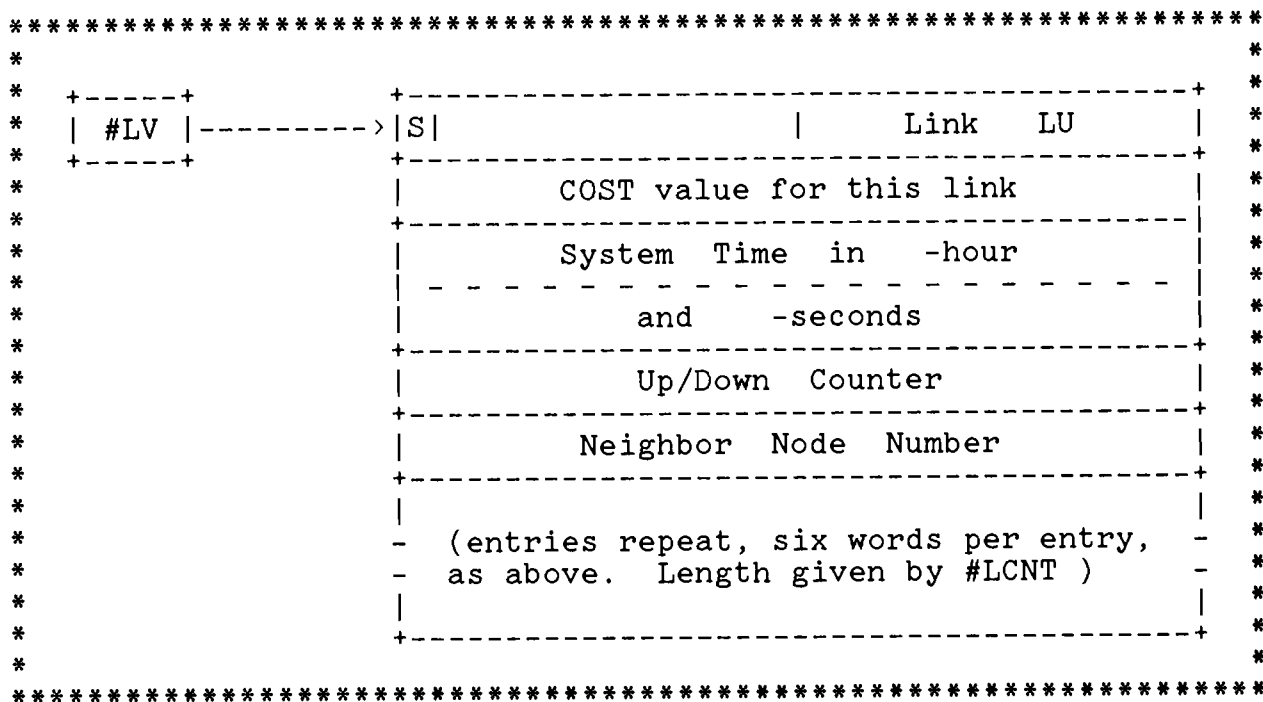 #LV S Link LU
COST value for this link
System Time in -hour
and -seconds
Up/Down Counter
Neighbor Node Number
(entries repeat, six words per entry,
as above. Length given by #LCNT )